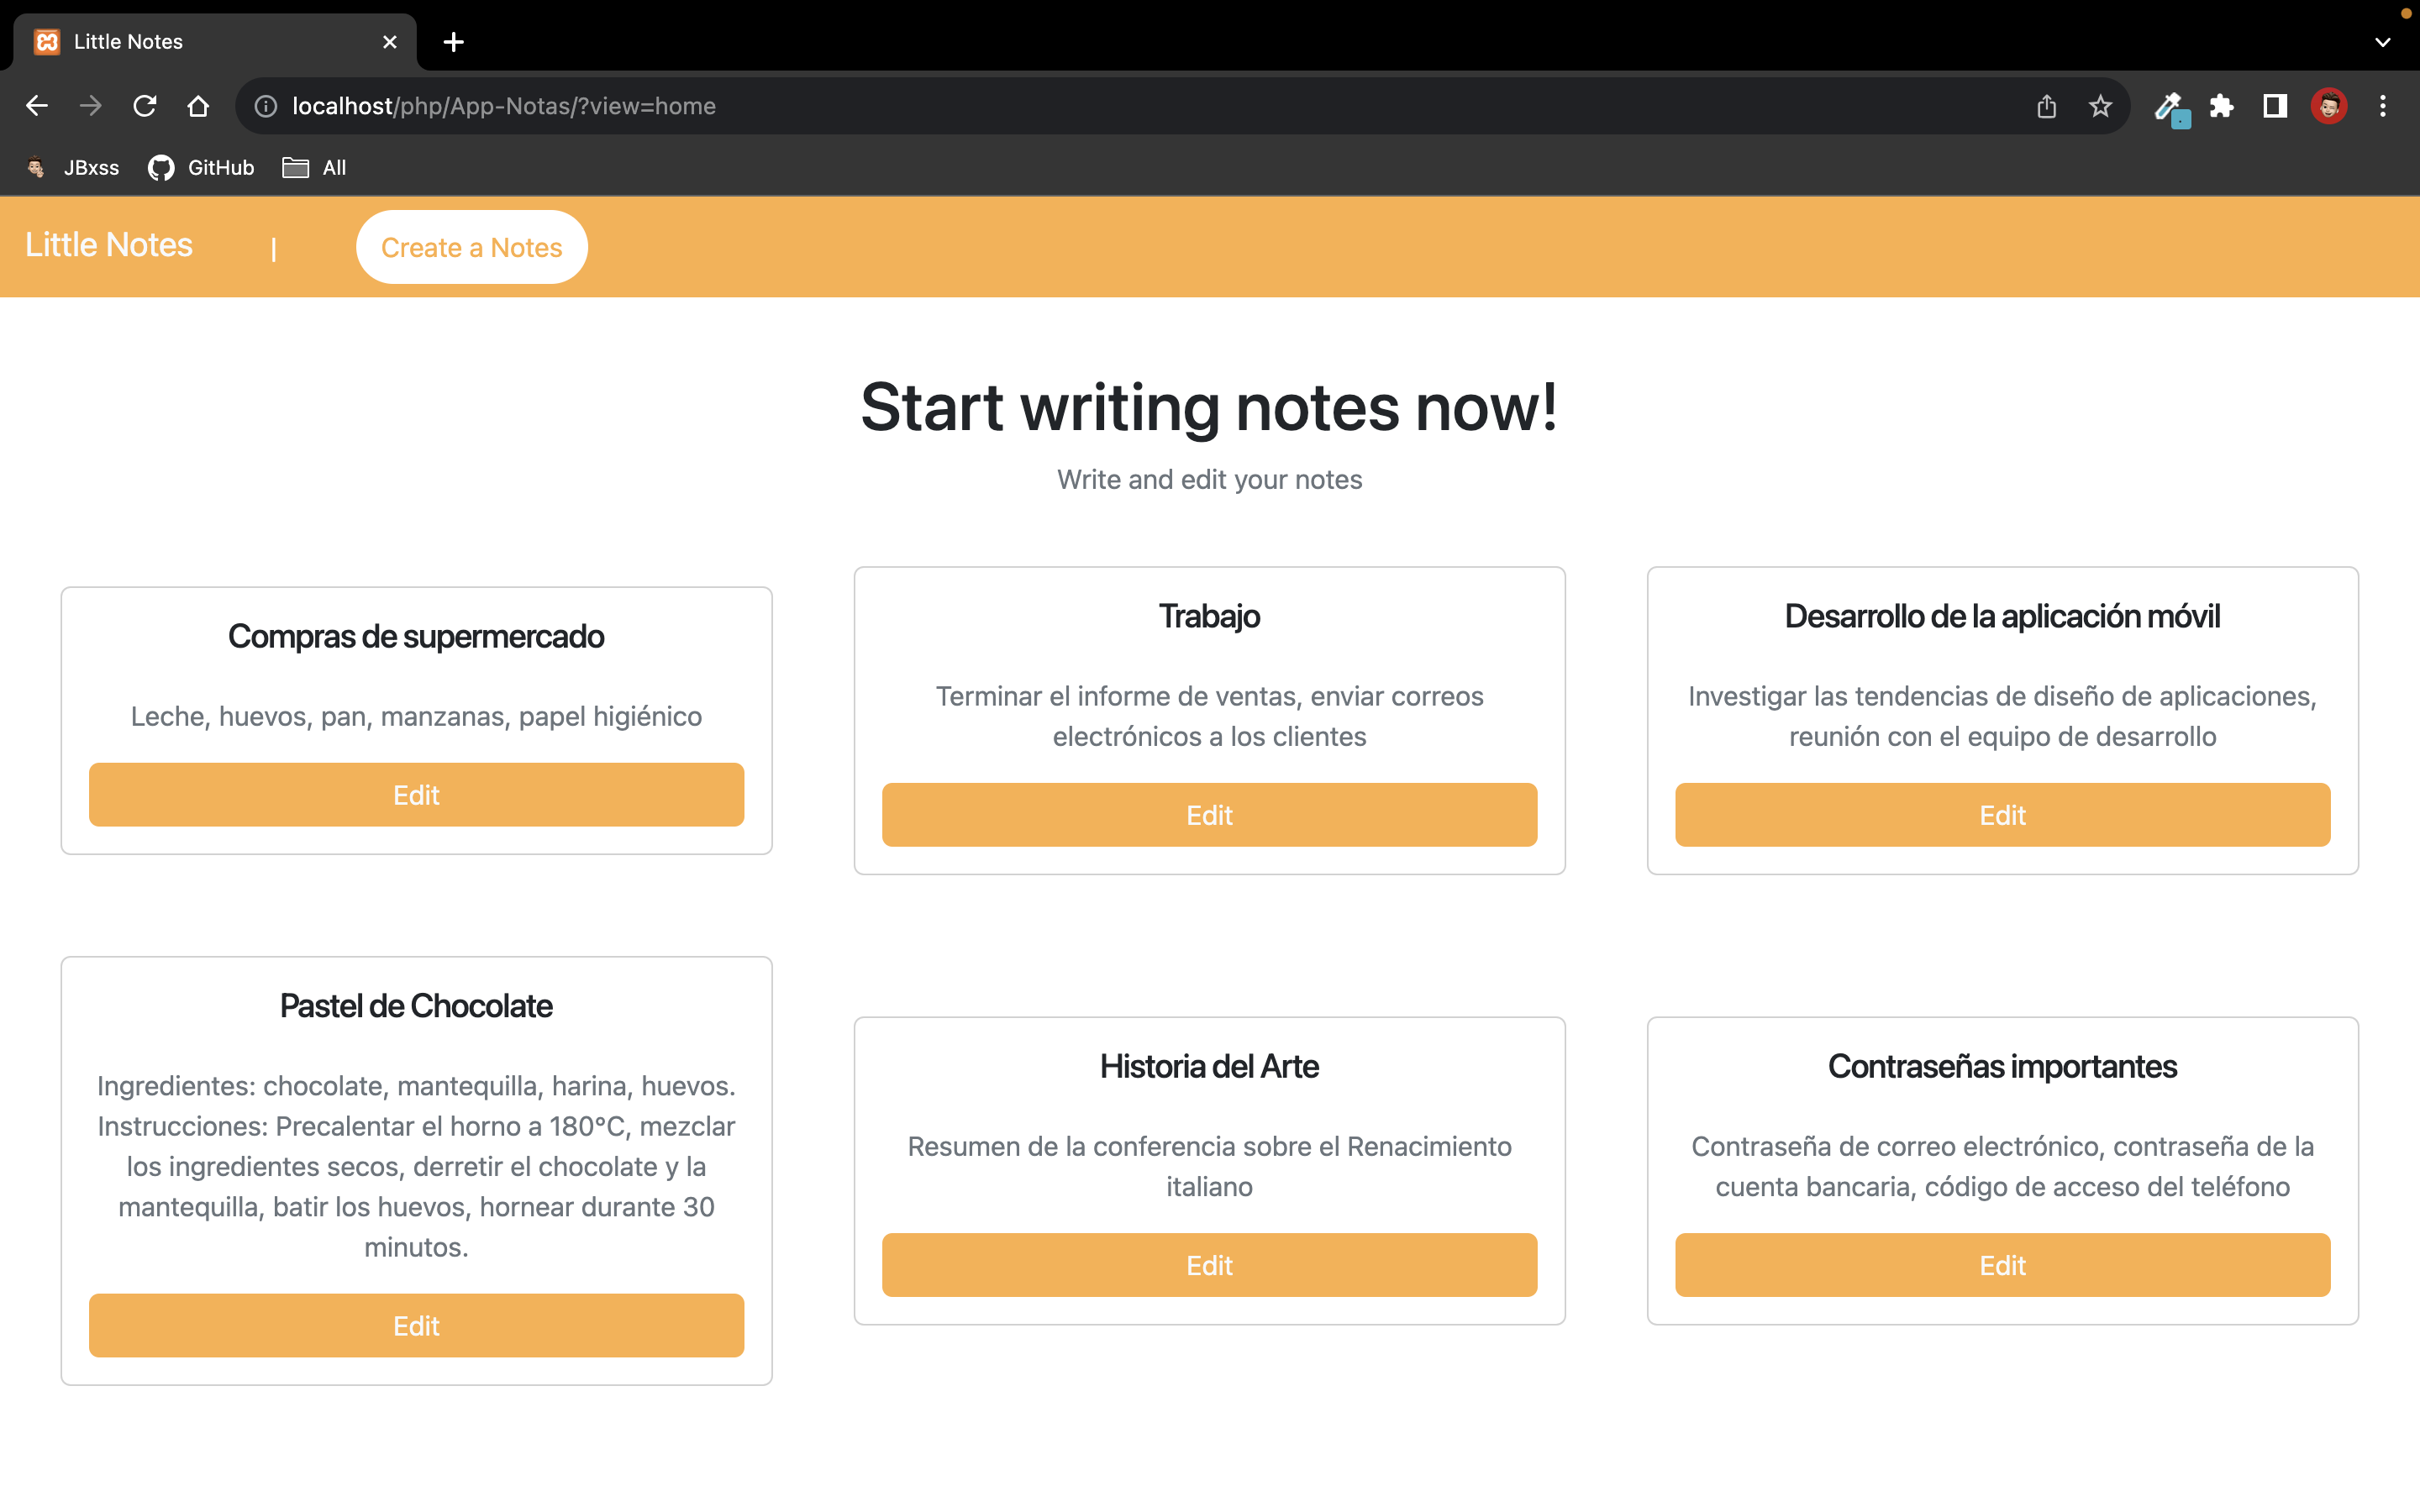 Little Notes
localhost/php/App-Notas/?view=home
JBxss
GitHub
All
Little Notes
|
Create a Notes
Start writing notes now!
Write and edit your notes
Compras de supermercado
Leche, huevos, pan, manzanas, papel higiénico
Edit
Trabajo
Terminar el informe de ventas, enviar correos
electrónicos a los clientes
Edit
Desarrollo de la aplicación móvil
Investigar las tendencias de diseño de aplicaciones,
reunión con el equipo de desarrollo
Edit
Pastel de Chocolate
Ingredientes: chocolate, mantequilla, harina, huevos.
Instrucciones: Precalentar el horno a 180°C, mezclar
los ingredientes secos, derretir el chocolate y la
mantequilla, batir los huevos, hornear durante 30
minutos.
Edit
Historia del Arte
Resumen de la conferencia sobre el Renacimiento
italiano
Edit
Contraseñas importantes
Contraseña de correo electrónico, contraseña de la
cuenta bancaria, código de acceso del teléfono
Edit